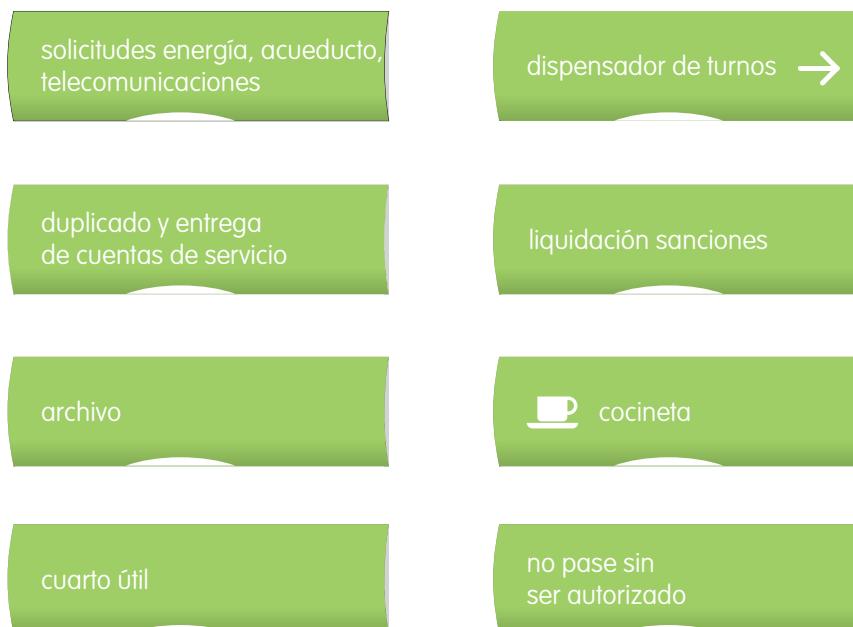 solicitudes energía, acueducto,
telecomunicaciones
dispensador de turnos
duplicado y entrega
de cuentas de servicio
liquidación sanciones
archivo
cocineta
cuarto útil
no pase sin
ser autorizado